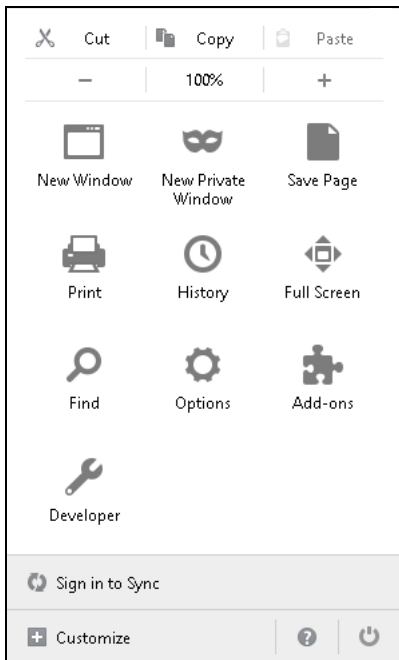 Cut Copy Paste
− 100% +
New Window New Private Window Save Page
Print History Full Screen
Find Options Add-ons
Developer
Sign in to Sync
Customize ?